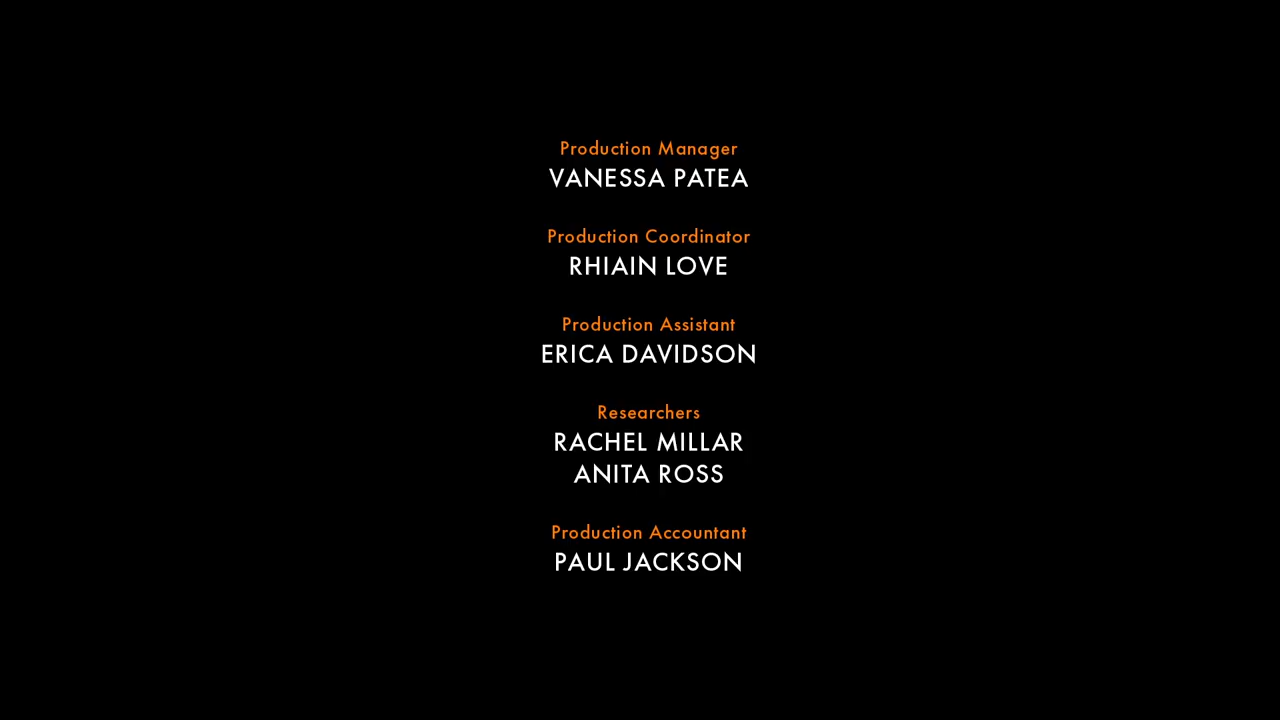 Production Manager
VANESSA PATEA
Production Coordinator
RHIAIN LOVE
Production Assistant
ERICA DAVIDSON
Researchers
RACHEL MILLAR
ANITA ROSS
Production Accountant
PAUL JACKSON